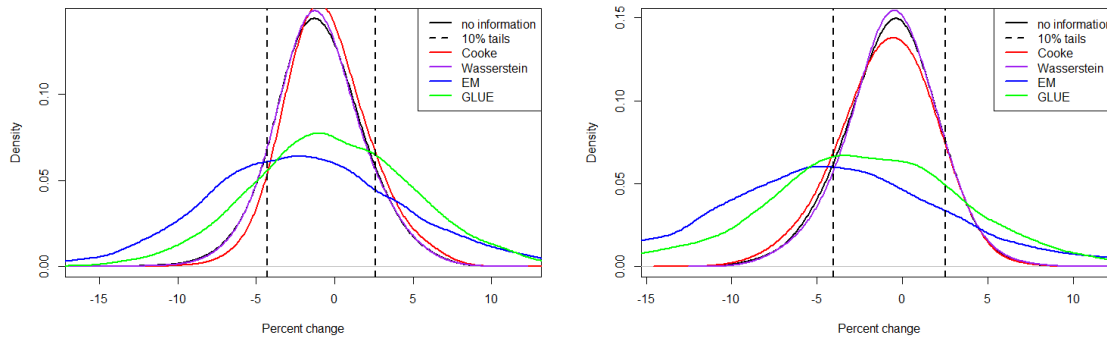 Density
0.00
0.05
0.10
-15
-10
-5
0
5
10
Percent change
no information
10% tails
Cooke
Wasserstein
EM
GLUE
Density
0.00
0.05
0.10
0.15
-15
-10
-5
0
5
10
Percent change
no information
10% tails
Cooke
Wasserstein
EM
GLUE